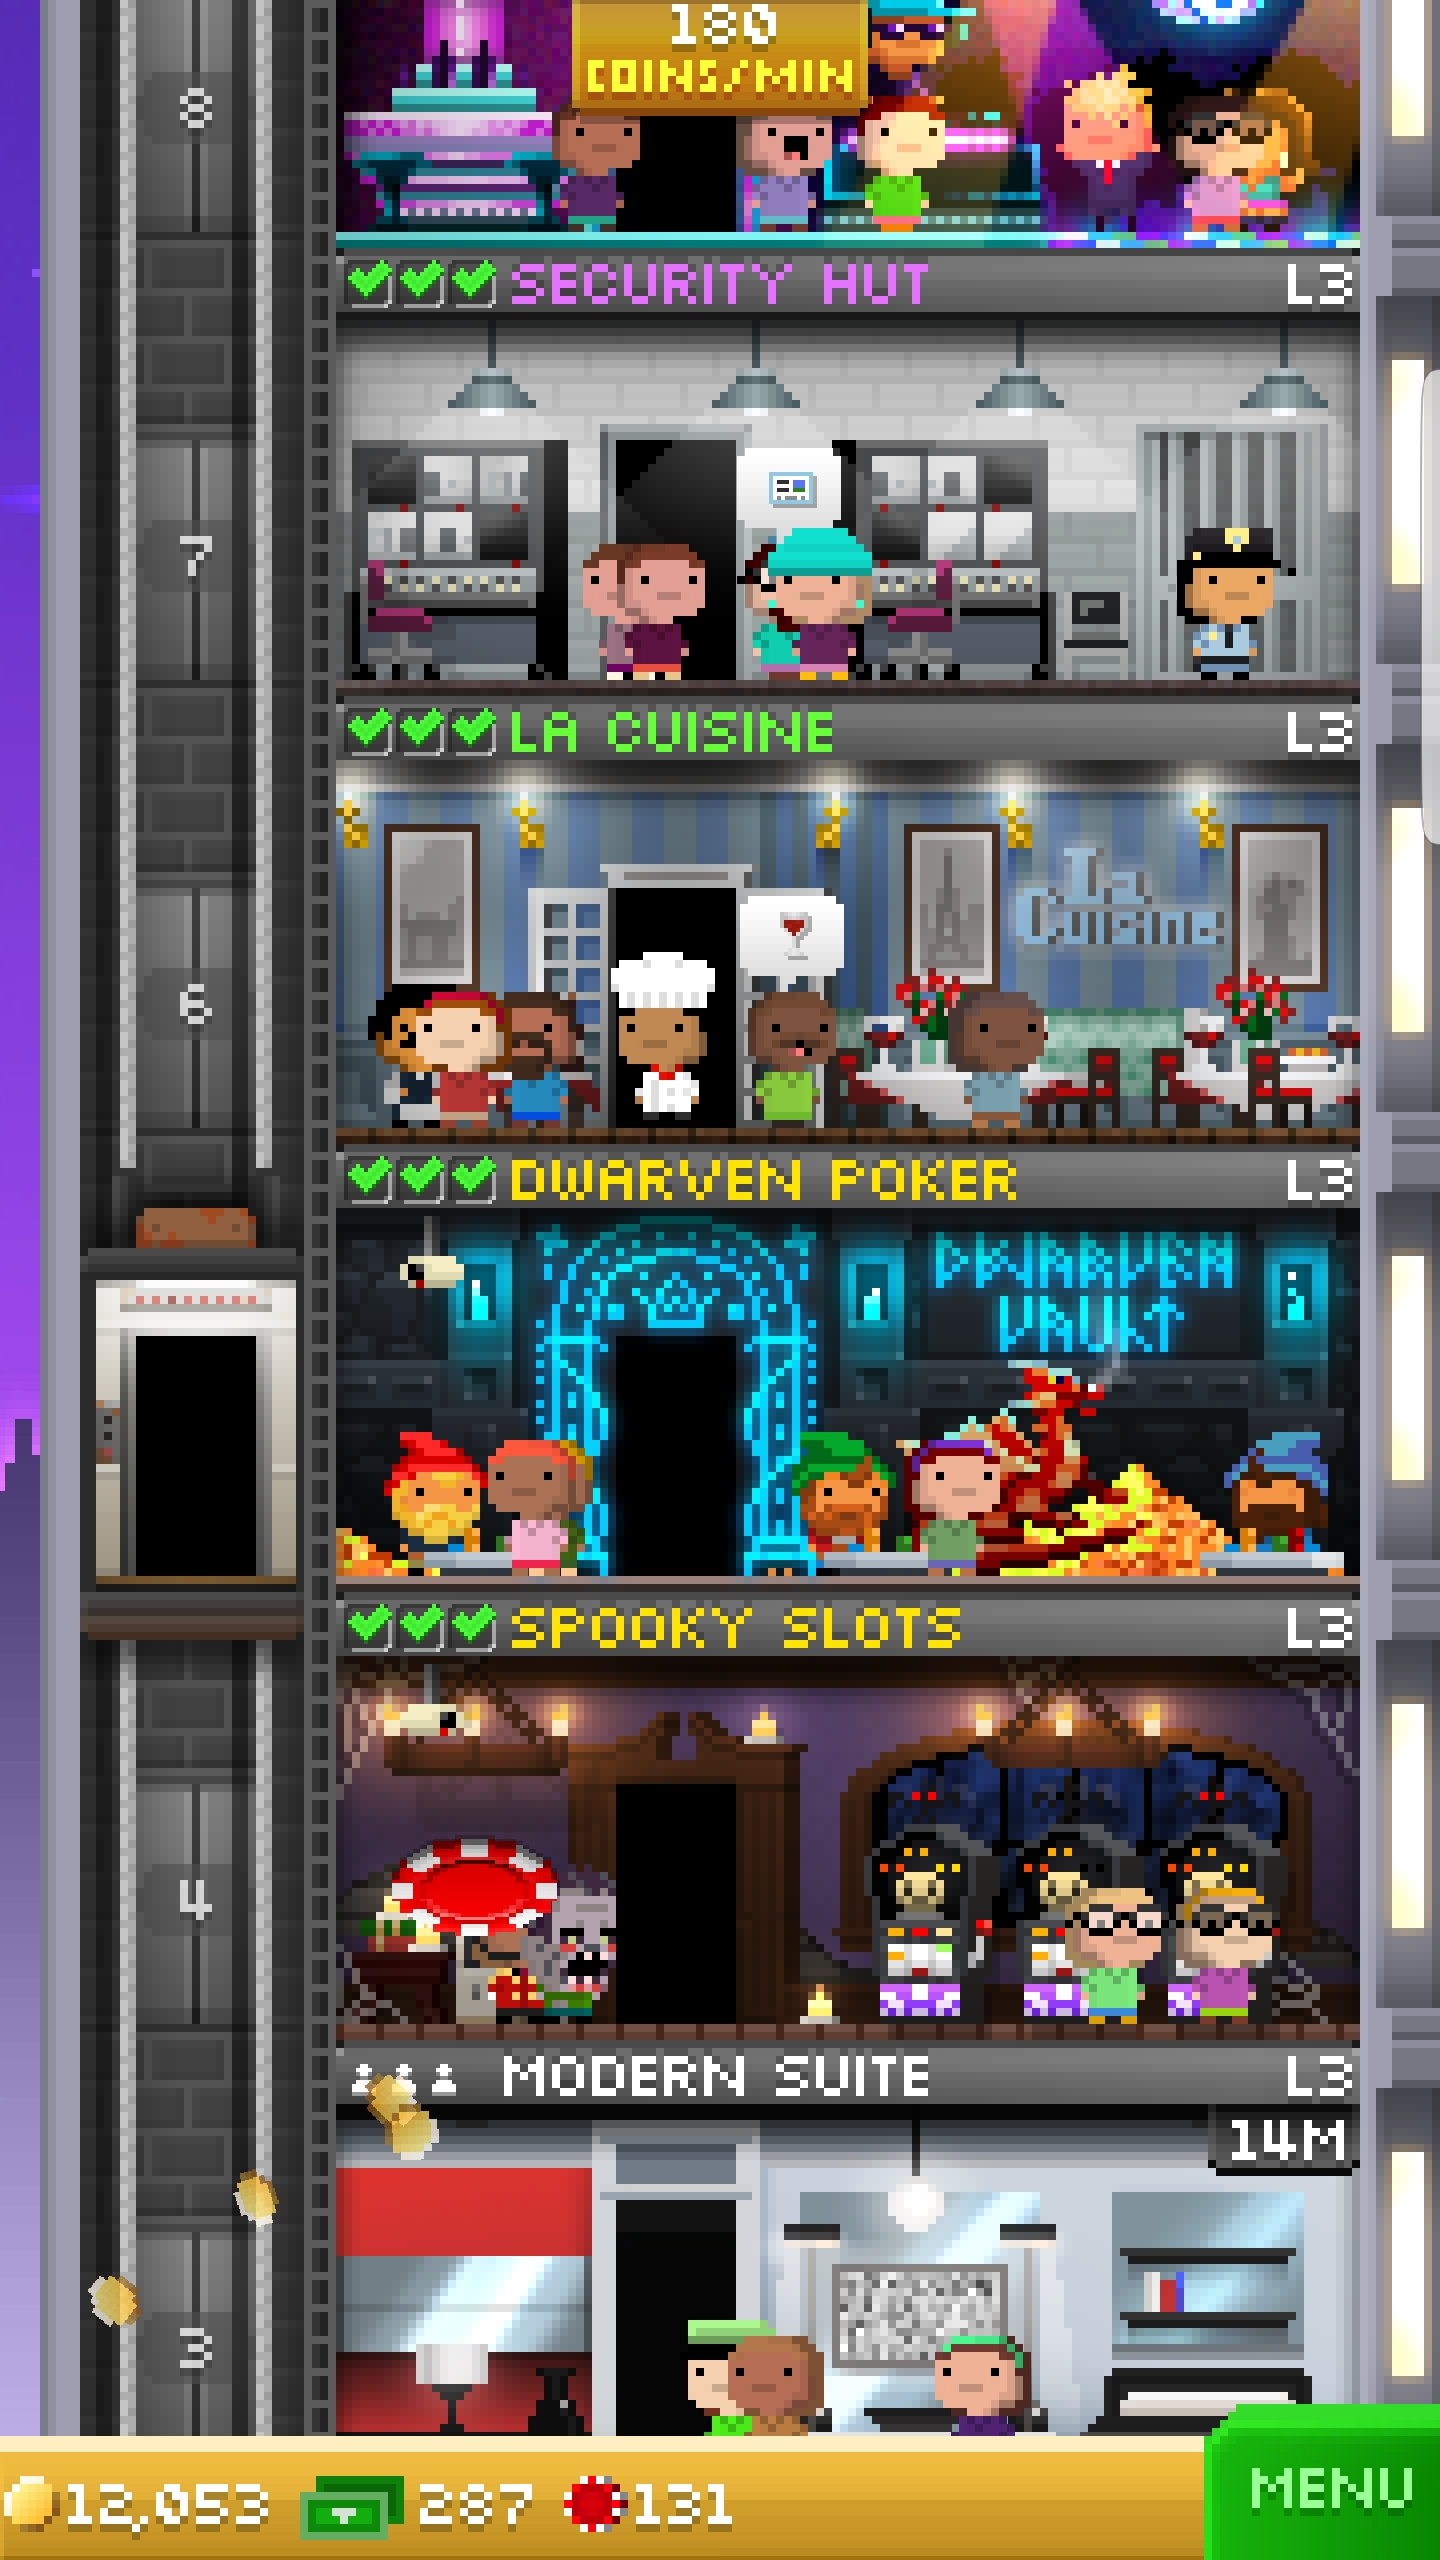 180
COINS/MIN
8
SECURITY HUT L3
7
LA CUISINE L3
La
Cuisine
6
DWARVEN POKER L3
DWARVEN
VAULT
SPOOKY SLOTS L3
4
MODERN SUITE L3
14M
3
12,053 287 131
MENU